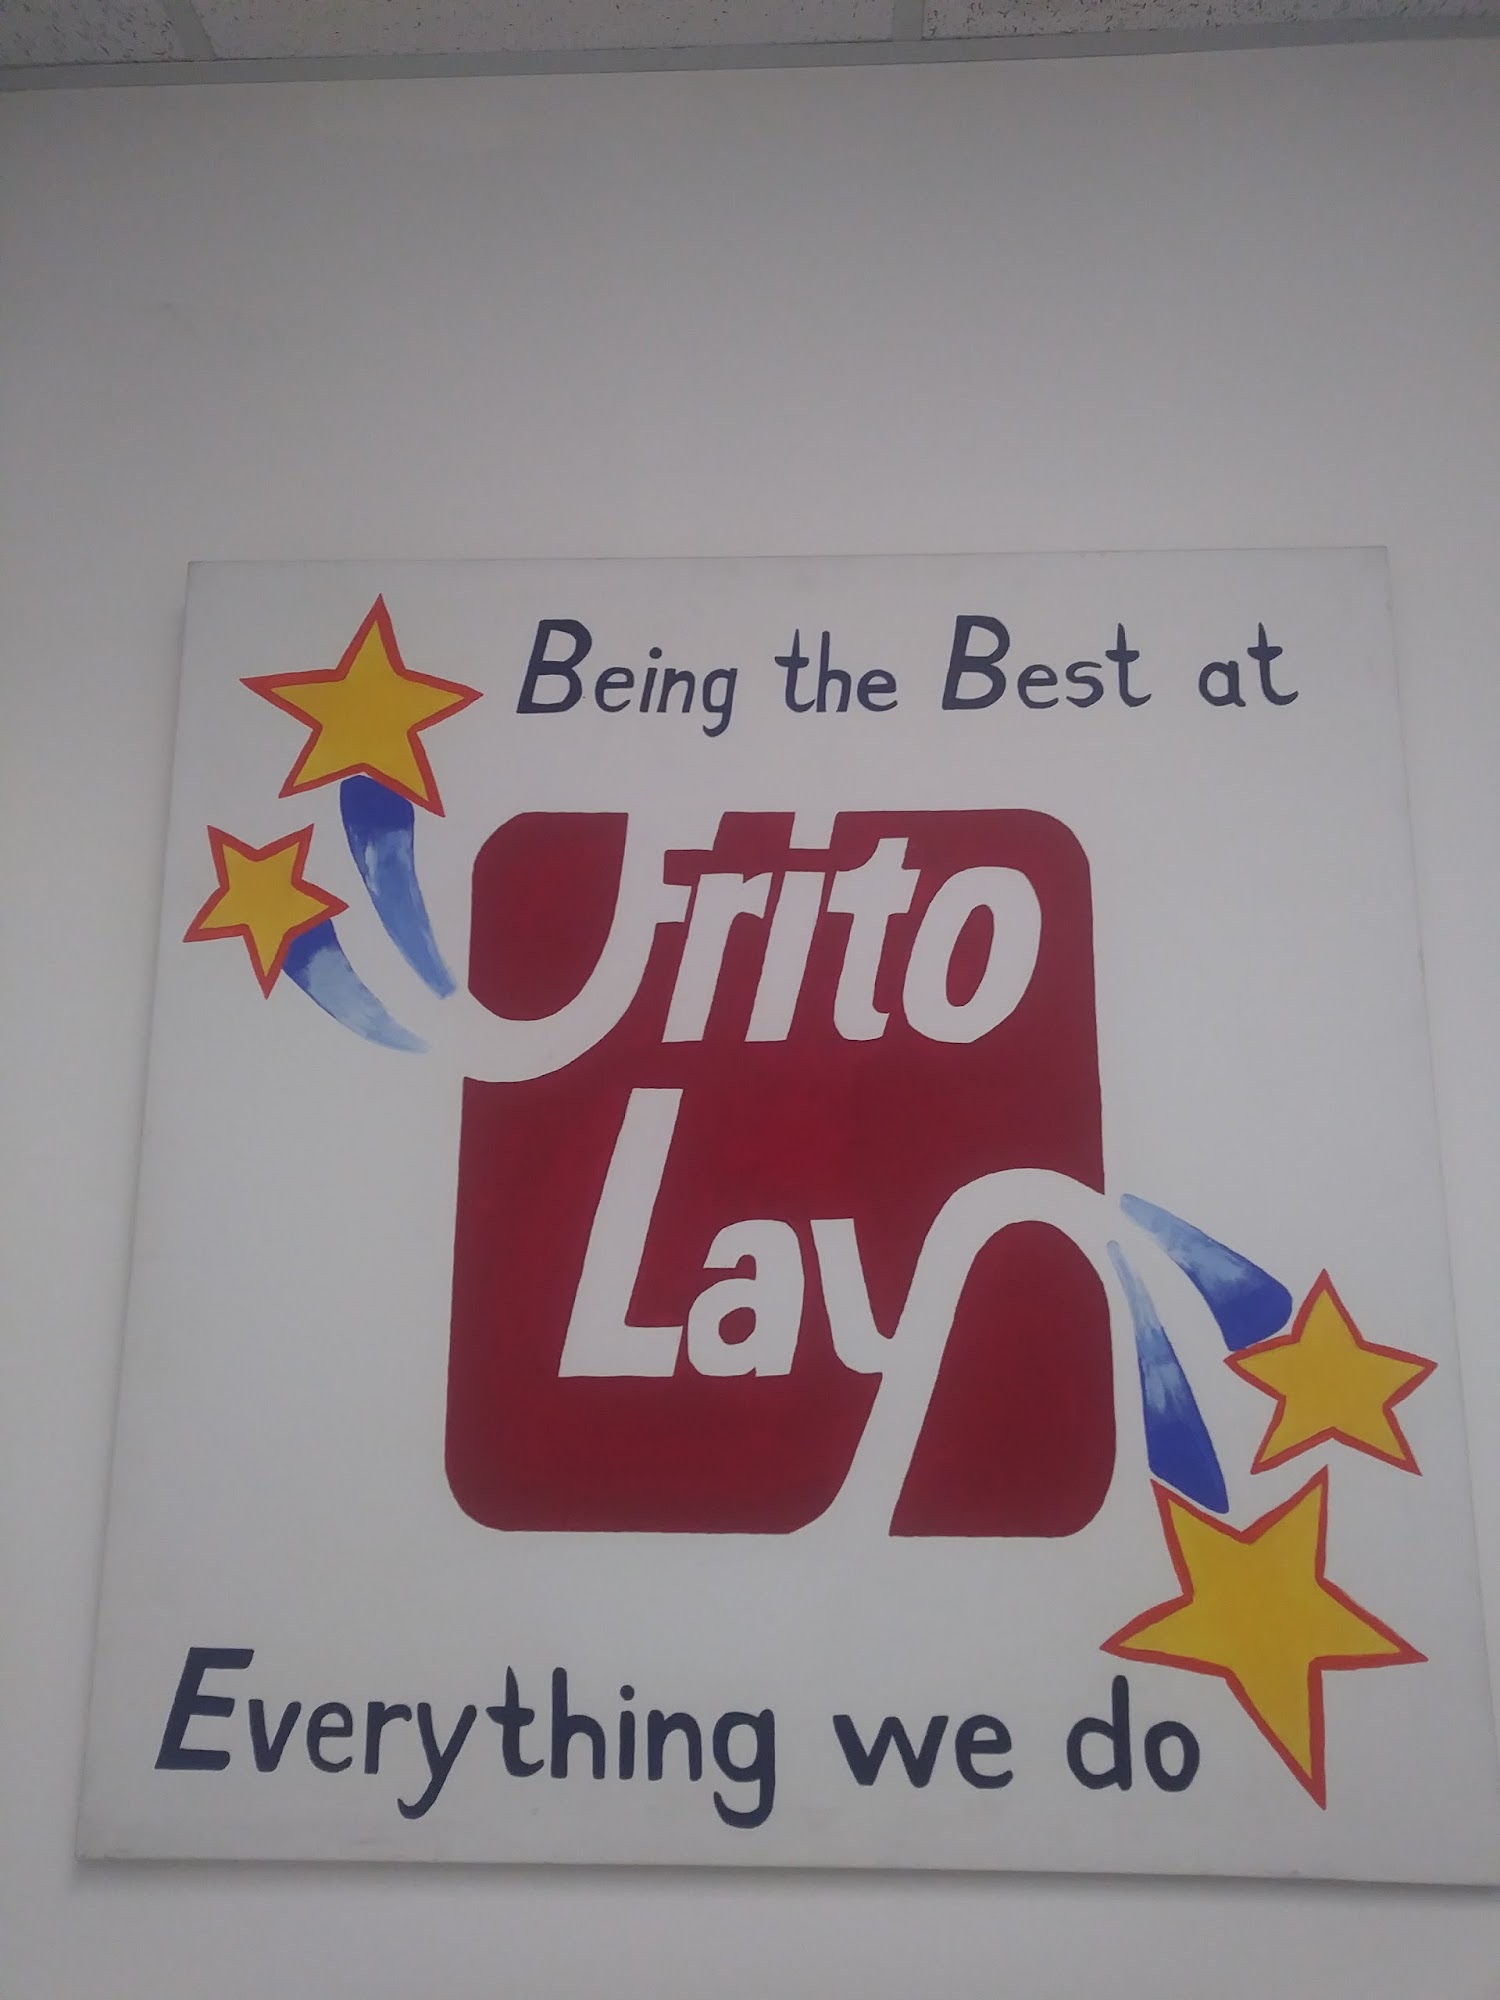 Being the Best at
frito
Lay
Everything we do